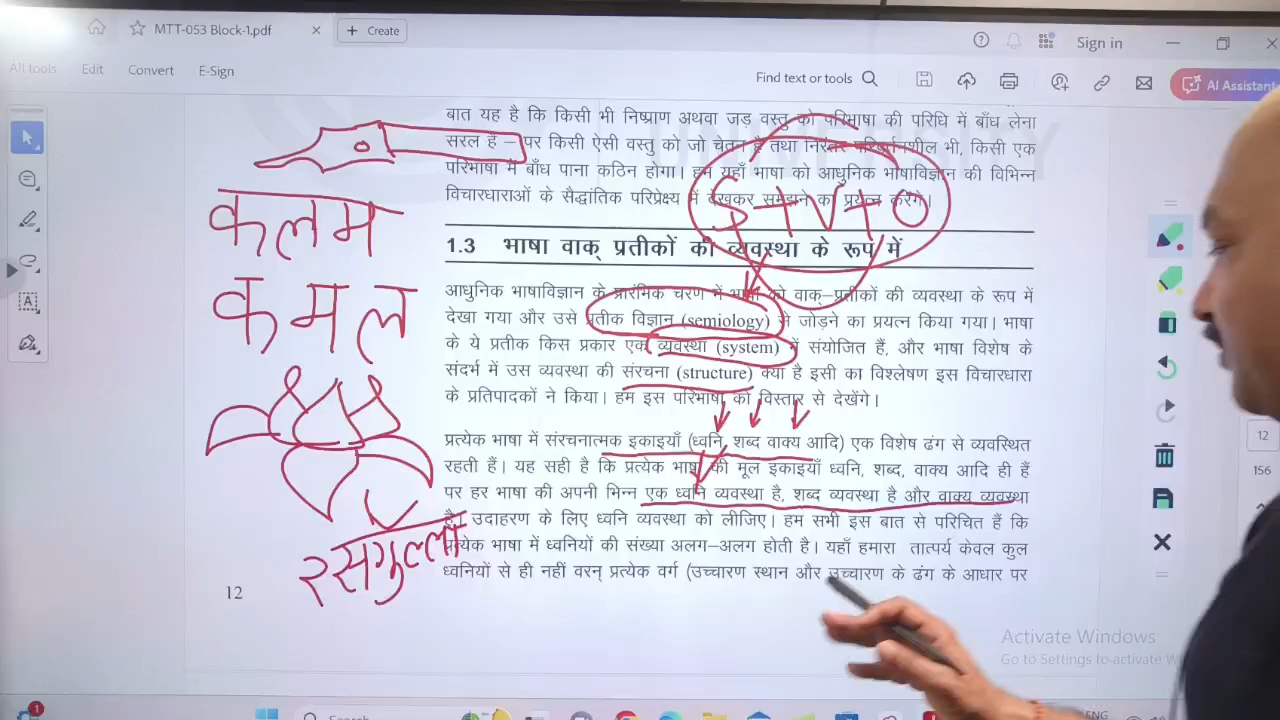 MTT-053 Block-1.pdf
Create
Sign in
All tools Edit Convert E-Sign
Find text or tools
AI Assistant
बात यह है कि किसी भी निष्प्राण अथवा जड़ वस्तु को परिभाषा की परिधि में बाँध लेना
सरल है – पर किसी ऐसी वस्तु को जो चेतन है तथा निरंतर परिवर्तनशील भी, किसी एक
परिभाषा में बाँध पाना कठिन होगा। हम यहाँ भाषा को आधुनिक भाषाविज्ञान की विभिन्न
विचारधाराओं के सैद्धांतिक परिप्रेक्ष्य में देखकर समझने का प्रयत्न करेंगे।
S+V+O
कलम
1.3 भाषा वाक् प्रतीकों की व्यवस्था के रूप में
कमल
आधुनिक भाषाविज्ञान के प्रारंमिक चरण में भाषा को वाक्–प्रतीकों की व्यवस्था के रूप में
देखा गया और उसे प्रतीक विज्ञान (semiology) से जोड़ने का प्रयत्न किया गया। भाषा
के ये प्रतीक किस प्रकार एक व्यवस्था (system) में संयोजित हैं, और भाषा विशेष के
संदर्भ में उस व्यवस्था की संरचना (structure) क्या है इसी का विश्लेषण इस विचारधारा
के प्रतिपादकों ने किया। हम इस परिभाषा को विस्तार से देखेंगे।
प्रत्येक भाषा में संरचनात्मक इकाइयाँ (ध्वनि, शब्द वाक्य आदि) एक विशेष ढंग से व्यवस्थित
रहती हैं। यह सही है कि प्रत्येक भाषा की मूल इकाइयाँ ध्वनि, शब्द, वाक्य आदि ही हैं
पर हर भाषा की अपनी भिन्न एक ध्वनि व्यवस्था है, शब्द व्यवस्था है और वाक्य व्यवस्था
है। उदाहरण के लिए ध्वनि व्यवस्था को लीजिए। हम सभी इस बात से परिचित हैं कि
प्रत्येक भाषा में ध्वनियों की संख्या अलग–अलग होती है। यहाँ हमारा तात्पर्य केवल कुल
ध्वनियों से ही नहीं वरन् प्रत्येक वर्ग (उच्चारण स्थान और उच्चारण के ढंग के आधार पर
रसगुल्ला
12
12
156
Activate Windows
Go to Settings to activate W
Search
ENG
1